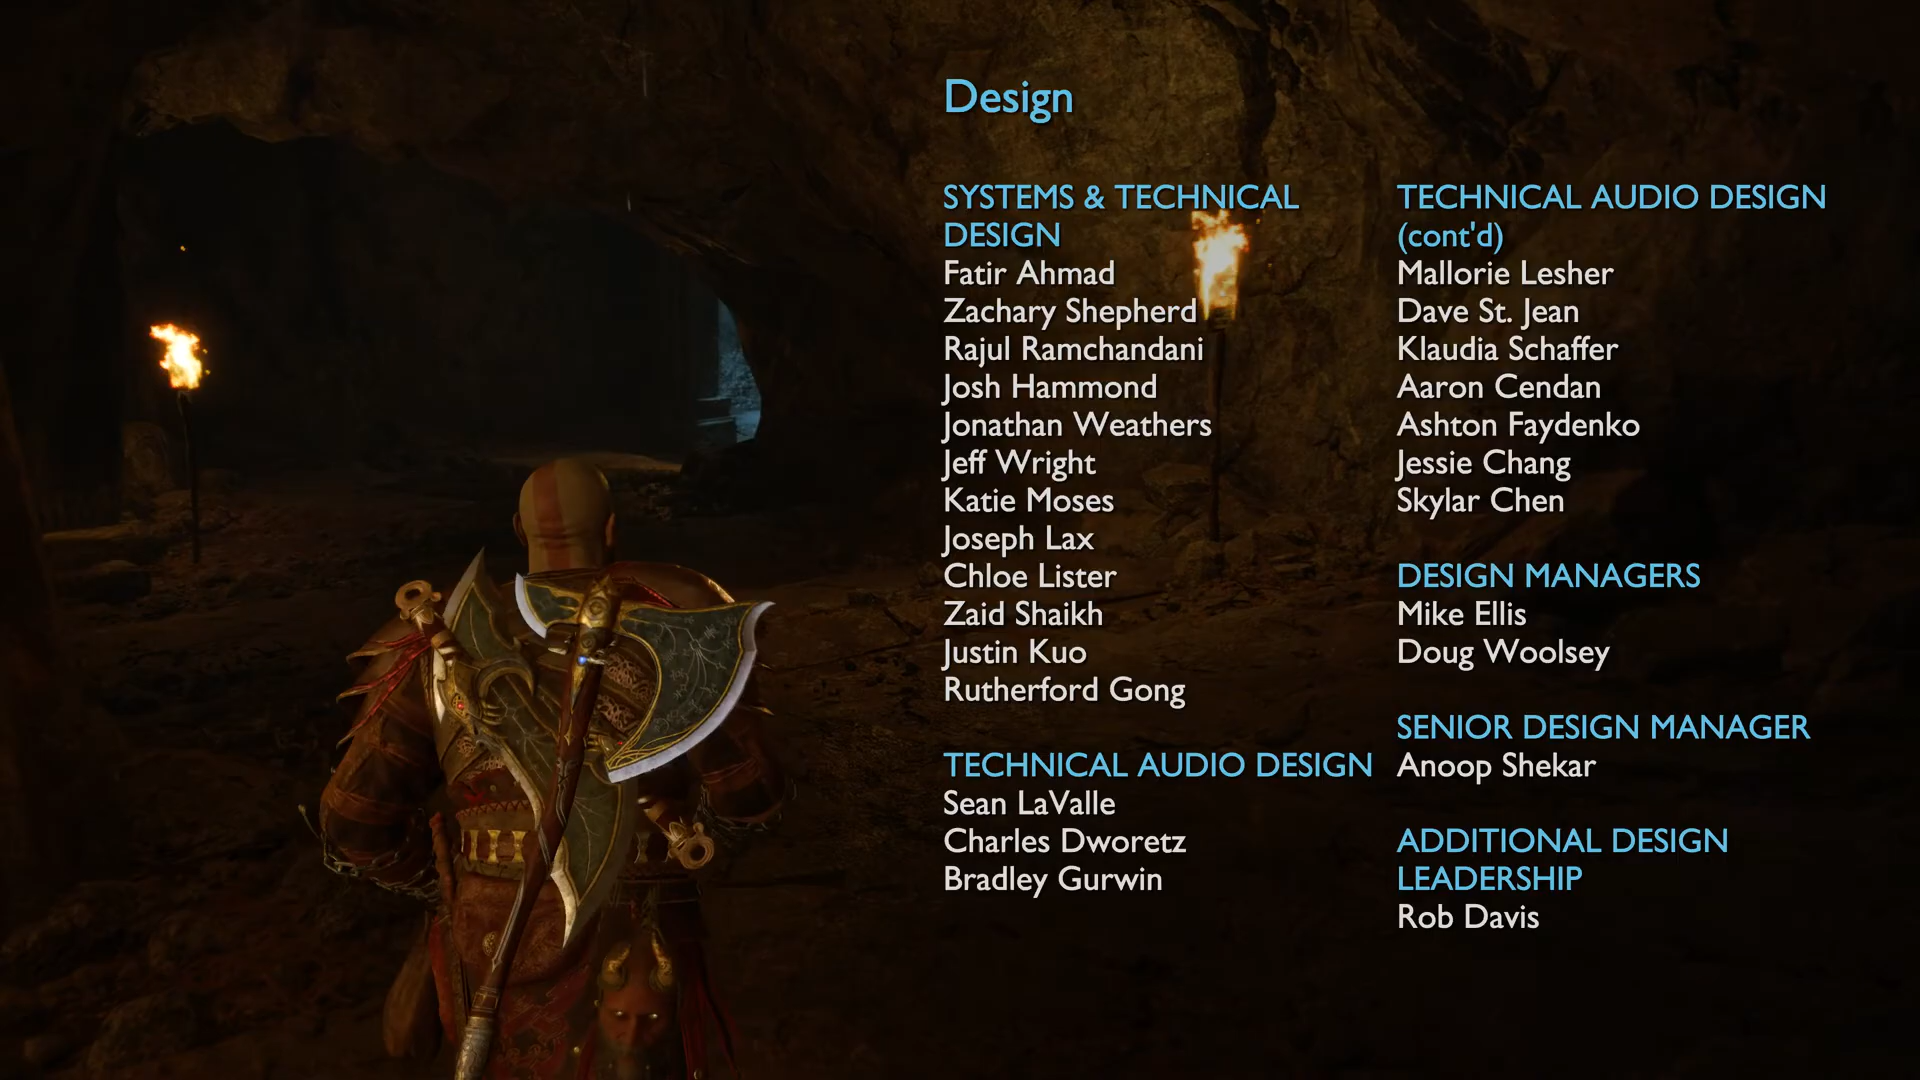 Design
SYSTEMS & TECHNICAL
DESIGN
Fatir Ahmad
Zachary Shepherd
Rajul Ramchandani
Josh Hammond
Jonathan Weathers
Jeff Wright
Katie Moses
Joseph Lax
Chloe Lister
Zaid Shaikh
Justin Kuo
Rutherford Gong
TECHNICAL AUDIO DESIGN
Sean LaValle
Charles Dworetz
Bradley Gurwin
TECHNICAL AUDIO DESIGN
(cont'd)
Mallorie Lesher
Dave St. Jean
Klaudia Schaffer
Aaron Cendan
Ashton Faydenko
Jessie Chang
Skylar Chen
DESIGN MANAGERS
Mike Ellis
Doug Woolsey
SENIOR DESIGN MANAGER
Anoop Shekar
ADDITIONAL DESIGN
LEADERSHIP
Rob Davis